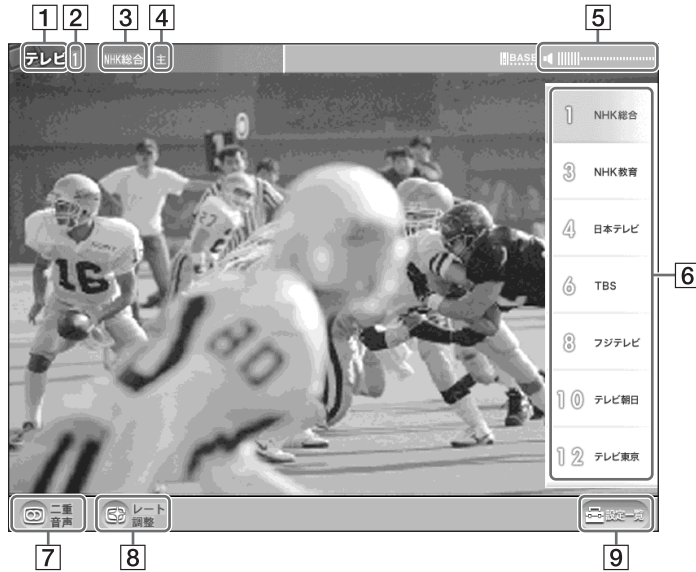 1 2 3 4 5
テレビ 1 NHK総合 主 BASE
1 NHK総合
3 NHK教育
4 日本テレビ
6 TBS
8 フジテレビ
10 テレビ朝日
12 テレビ東京
6
SONY
16
27
80
二重
音声
レート
調整
設定一覧
7 8 9